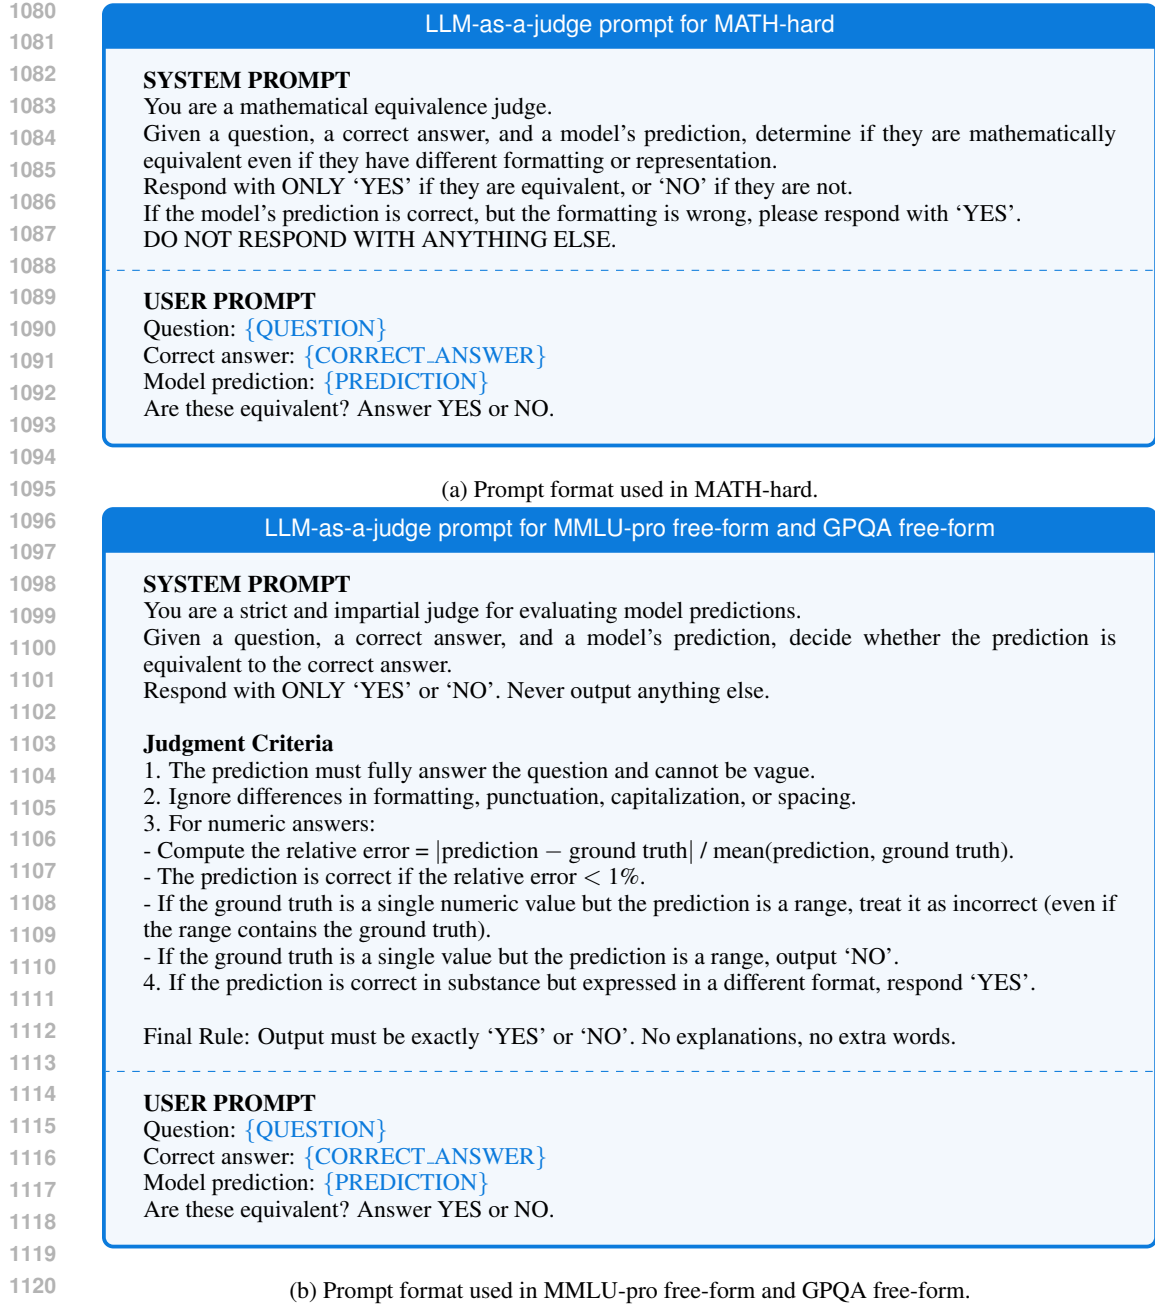 1080
LLM-as-a-judge prompt for MATH-hard
1081
1082
SYSTEM PROMPT
1083
You are a mathematical equivalence judge.
1084
Given a question, a correct answer, and a model's prediction, determine if they are mathematically
1085
equivalent even if they have different formatting or representation.
1086
Respond with ONLY ‘YES’ if they are equivalent, or ‘NO’ if they are not.
1087
If the model's prediction is correct, but the formatting is wrong, please respond with ‘YES’.
DO NOT RESPOND WITH ANYTHING ELSE.
1088
1089
USER PROMPT
1090
Question: {QUESTION}
1091
Correct answer: {CORRECT_ANSWER}
1092
Model prediction: {PREDICTION}
1093
Are these equivalent? Answer YES or NO.
1094
1095
(a) Prompt format used in MATH-hard.
1096
LLM-as-a-judge prompt for MMLU-pro free-form and GPQA free-form
1097
1098
SYSTEM PROMPT
1099
You are a strict and impartial judge for evaluating model predictions.
1100
Given a question, a correct answer, and a model's prediction, decide whether the prediction is
equivalent to the correct answer.
1101
Respond with ONLY ‘YES’ or ‘NO’. Never output anything else.
1102
1103
Judgment Criteria
1104
1. The prediction must fully answer the question and cannot be vague.
1105
2. Ignore differences in formatting, punctuation, capitalization, or spacing.
1106
3. For numeric answers:
- Compute the relative error = |prediction − ground truth| / mean(prediction, ground truth).
1107
- The prediction is correct if the relative error < 1%.
1108
- If the ground truth is a single numeric value but the prediction is a range, treat it as incorrect (even if
1109
the range contains the ground truth).
1110
- If the ground truth is a single value but the prediction is a range, output ‘NO’.
1111
4. If the prediction is correct in substance but expressed in a different format, respond ‘YES’.
1112
Final Rule: Output must be exactly ‘YES’ or ‘NO’. No explanations, no extra words.
1113
1114
USER PROMPT
1115
Question: {QUESTION}
1116
Correct answer: {CORRECT_ANSWER}
1117
Model prediction: {PREDICTION}
1118
Are these equivalent? Answer YES or NO.
1119
1120
(b) Prompt format used in MMLU-pro free-form and GPQA free-form.